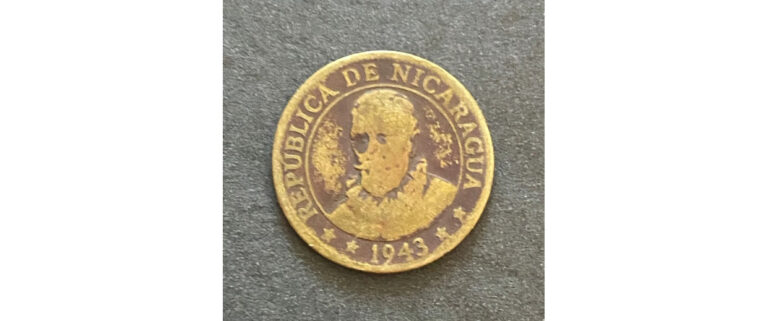 REPUBLICA DE NICARAGUA
1943